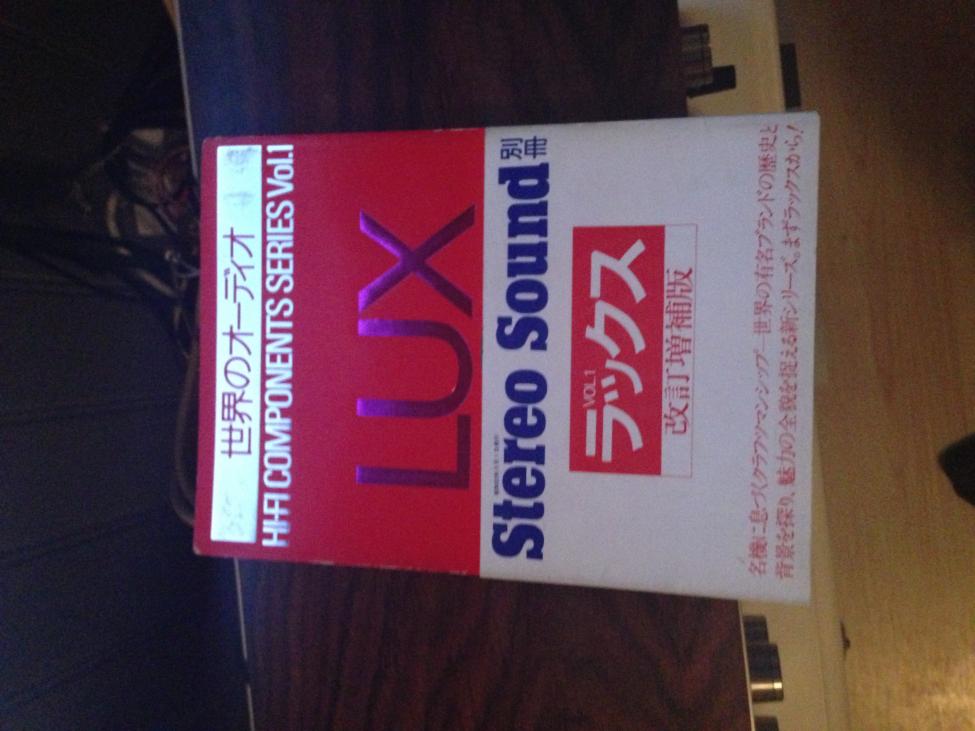 世界のオーディオ
HI-FI COMPONENTS SERIES Vol.1
LUX
Stereo Sound 別冊
VOL.1
ラックス
改訂増補版
名機に息づくクラフツマンシップ—世界の有名ブランドの歴史と
背景を探り、魅力の全貌を捉える新シリーズ。まずラックスから!